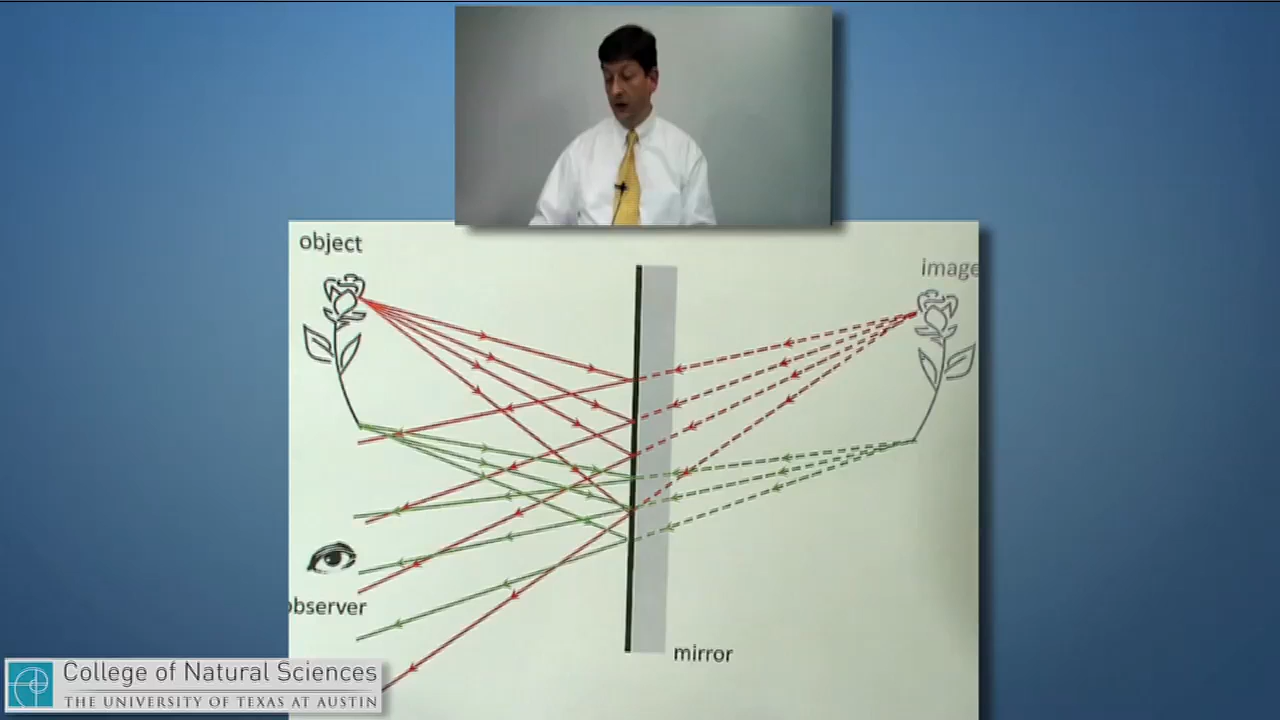 object
image
observer
mirror
College of Natural Sciences
THE UNIVERSITY OF TEXAS AT AUSTIN